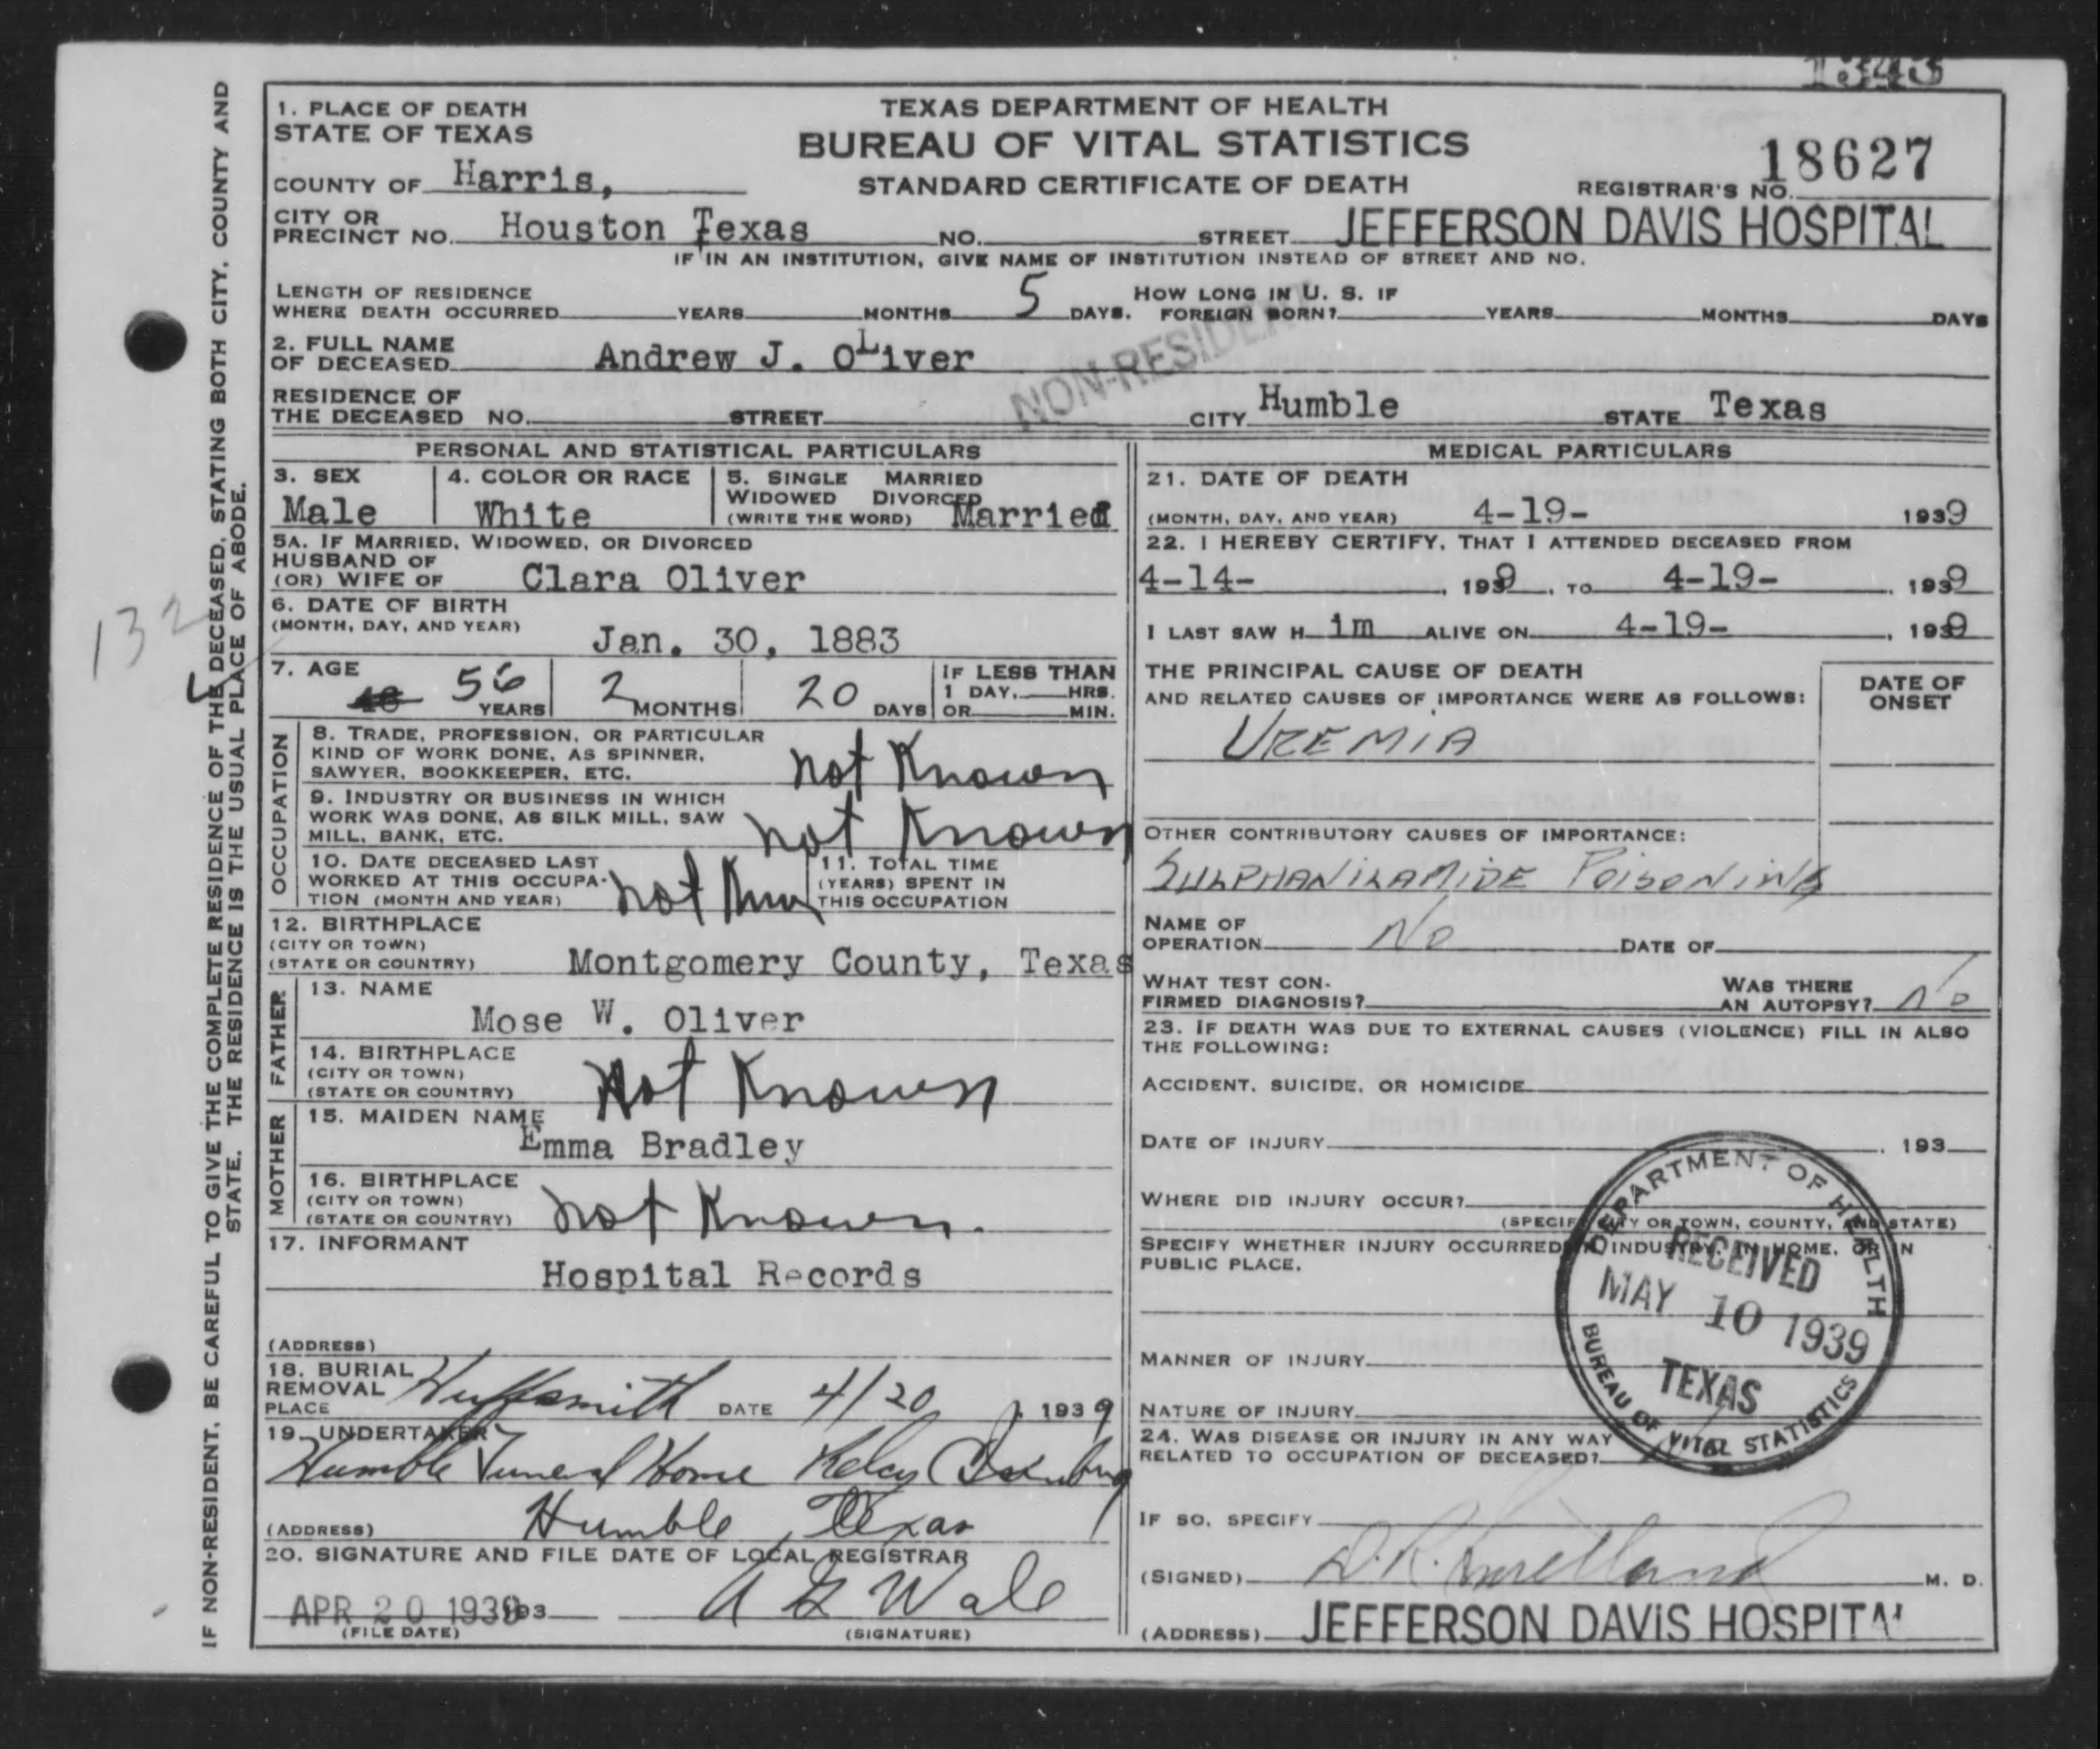 1343
1. PLACE OF DEATH
STATE OF TEXAS
TEXAS DEPARTMENT OF HEALTH
BUREAU OF VITAL STATISTICS
STANDARD CERTIFICATE OF DEATH
COUNTY OF Harris,
REGISTRAR'S NO. 18627
CITY OR
PRECINCT NO. Houston Texas NO. STREET JEFFERSON DAVIS HOSPITAL
IF IN AN INSTITUTION, GIVE NAME OF INSTITUTION INSTEAD OF STREET AND NO.
LENGTH OF RESIDENCE
WHERE DEATH OCCURRED YEARS MONTHS 5 DAYS. HOW LONG IN U. S. IF
FOREIGN BORN? YEARS MONTHS DAYS
NON-RESIDENT
2. FULL NAME
OF DECEASED Andrew J. OLiver
RESIDENCE OF
THE DECEASED NO. STREET CITY Humble STATE Texas
PERSONAL AND STATISTICAL PARTICULARS
3. SEX
Male
4. COLOR OR RACE
White
5. SINGLE MARRIED
WIDOWED DIVORCED
(WRITE THE WORD) Married
5A. IF MARRIED, WIDOWED, OR DIVORCED
HUSBAND OF
(OR) WIFE OF Clara Oliver
6. DATE OF BIRTH
(MONTH, DAY, AND YEAR) Jan. 30, 1883
7. AGE
48 56 YEARS 2 MONTHS 20 DAYS
IF LESS THAN
1 DAY, HRS.
OR MIN.
OCCUPATION
8. TRADE, PROFESSION, OR PARTICULAR
KIND OF WORK DONE, AS SPINNER,
SAWYER, BOOKKEEPER, ETC. not Known
9. INDUSTRY OR BUSINESS IN WHICH
WORK WAS DONE, AS SILK MILL, SAW
MILL, BANK, ETC. not Known
10. DATE DECEASED LAST
WORKED AT THIS OCCUPA-
TION (MONTH AND YEAR) not Known
11. TOTAL TIME
(YEARS) SPENT IN
THIS OCCUPATION
12. BIRTHPLACE
(CITY OR TOWN)
(STATE OR COUNTRY) Montgomery County, Texas
FATHER
13. NAME
Mose W. Oliver
14. BIRTHPLACE
(CITY OR TOWN)
(STATE OR COUNTRY) Not Known
MOTHER
15. MAIDEN NAME
Emma Bradley
16. BIRTHPLACE
(CITY OR TOWN)
(STATE OR COUNTRY) not Known.
17. INFORMANT
Hospital Records
(ADDRESS)
18. BURIAL
REMOVAL
PLACE Huffsmith DATE 4/20, 1939
19. UNDERTAKER
Humble Funeral Home
(ADDRESS) Humble, Texas
20. SIGNATURE AND FILE DATE OF LOCAL REGISTRAR
APR 20 1939 193 A G Wale
(FILE DATE) (SIGNATURE)
MEDICAL PARTICULARS
21. DATE OF DEATH
(MONTH, DAY, AND YEAR) 4-19- 1939
22. I HEREBY CERTIFY, THAT I ATTENDED DECEASED FROM
4-14- , 1939 , TO 4-19- , 1939
I LAST SAW H im ALIVE ON 4-19- , 1939
THE PRINCIPAL CAUSE OF DEATH
AND RELATED CAUSES OF IMPORTANCE WERE AS FOLLOWS:
DATE OF
ONSET
UREMIA
OTHER CONTRIBUTORY CAUSES OF IMPORTANCE:
SULPHANILAMIDE POISONING
NAME OF
OPERATION No DATE OF
WHAT TEST CON-
FIRMED DIAGNOSIS? WAS THERE
AN AUTOPSY? No
23. IF DEATH WAS DUE TO EXTERNAL CAUSES (VIOLENCE) FILL IN ALSO
THE FOLLOWING:
ACCIDENT, SUICIDE, OR HOMICIDE
DATE OF INJURY , 193
WHERE DID INJURY OCCUR?
(SPECIFY CITY OR TOWN, COUNTY, AND STATE)
SPECIFY WHETHER INJURY OCCURRED IN INDUSTRY, IN HOME, OR IN
PUBLIC PLACE.
DEPARTMENT OF HEALTH
RECEIVED
MAY 10 1939
TEXAS
BUREAU OF VITAL STATISTICS
MANNER OF INJURY
NATURE OF INJURY
24. WAS DISEASE OR INJURY IN ANY WAY
RELATED TO OCCUPATION OF DECEASED?
IF SO, SPECIFY
(SIGNED) D.R. M. D.
(ADDRESS) JEFFERSON DAVIS HOSPITAL
IF NON-RESIDENT, BE CAREFUL TO GIVE THE COMPLETE RESIDENCE OF THE DECEASED, STATING BOTH CITY, COUNTY AND
STATE. THE RESIDENCE IS THE USUAL PLACE OF ABODE.
132